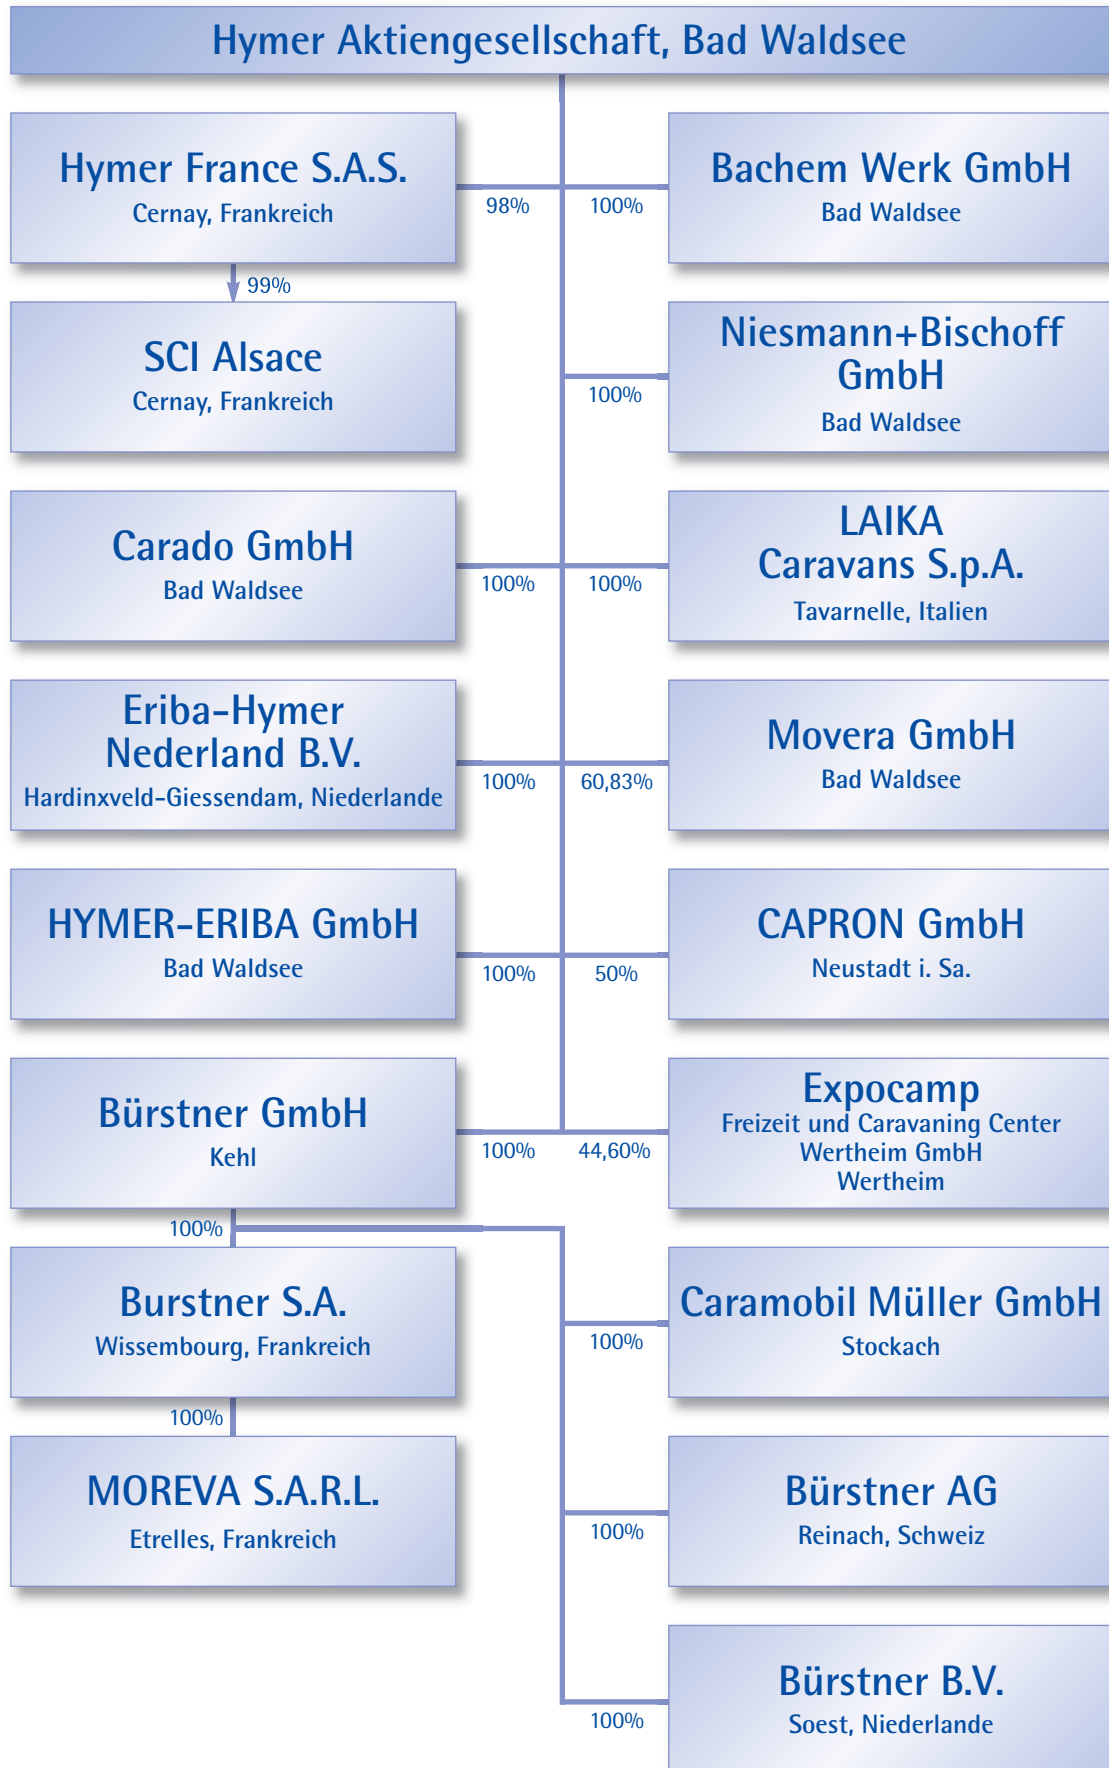 Hymer Aktiengesellschaft, Bad Waldsee
Hymer France S.A.S.
Cernay, Frankreich
98%
100%
Bachem Werk GmbH
Bad Waldsee
99%
SCI Alsace
Cernay, Frankreich
100%
Niesmann+Bischoff
GmbH
Bad Waldsee
Carado GmbH
Bad Waldsee
100%
100%
LAIKA
Caravans S.p.A.
Tavarnelle, Italien
Eriba-Hymer
Nederland B.V.
Hardinxveld-Giessendam, Niederlande
100%
60,83%
Movera GmbH
Bad Waldsee
HYMER-ERIBA GmbH
Bad Waldsee
100%
50%
CAPRON GmbH
Neustadt i. Sa.
Bürstner GmbH
Kehl
100%
44,60%
Expocamp
Freizeit und Caravaning Center
Wertheim GmbH
Wertheim
100%
Burstner S.A.
Wissembourg, Frankreich
100%
Caramobil Müller GmbH
Stockach
100%
MOREVA S.A.R.L.
Etrelles, Frankreich
100%
Bürstner AG
Reinach, Schweiz
100%
Bürstner B.V.
Soest, Niederlande